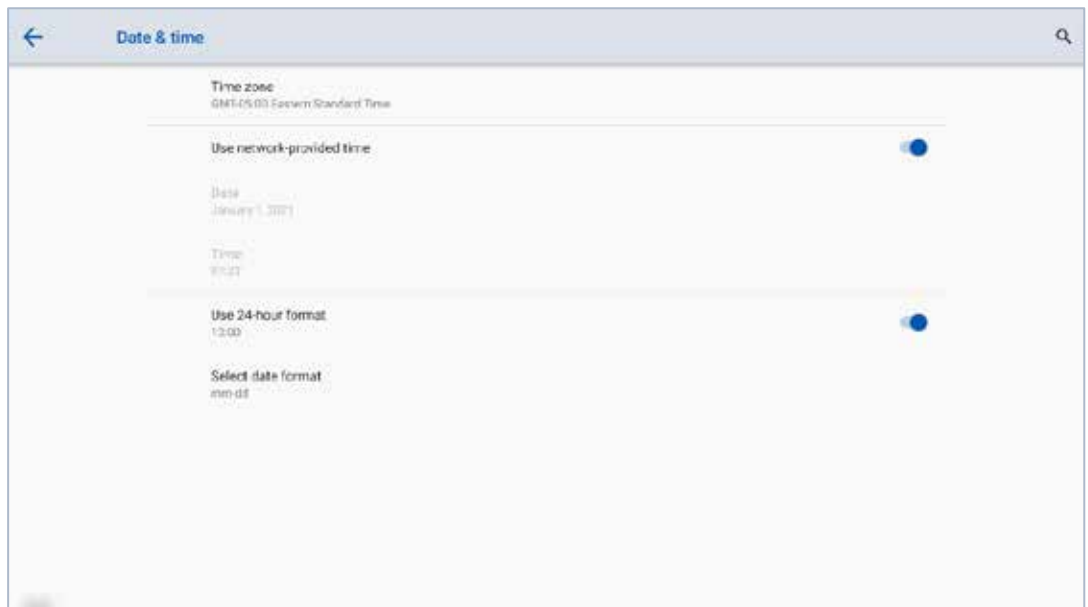 Date & time
Time zone
GMT-05:00 Eastern Standard Time
Use network-provided time
Date
January 1, 2021
Time
Use 24-hour format
13:00
Select date format
mm-dd